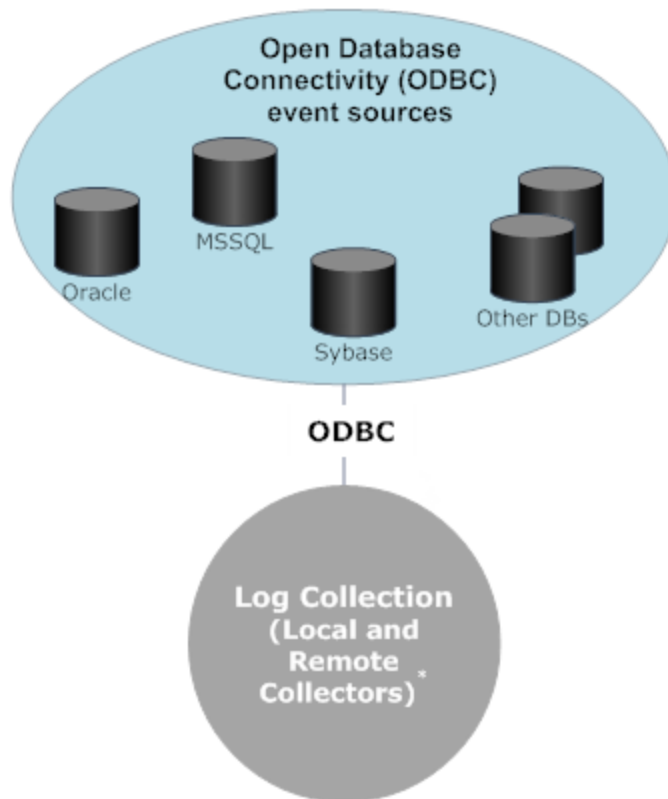 Open Database
Connectivity (ODBC)
event sources
MSSQL
Oracle
Sybase
Other DBs
ODBC
Log Collection
(Local and
Remote
Collectors)*